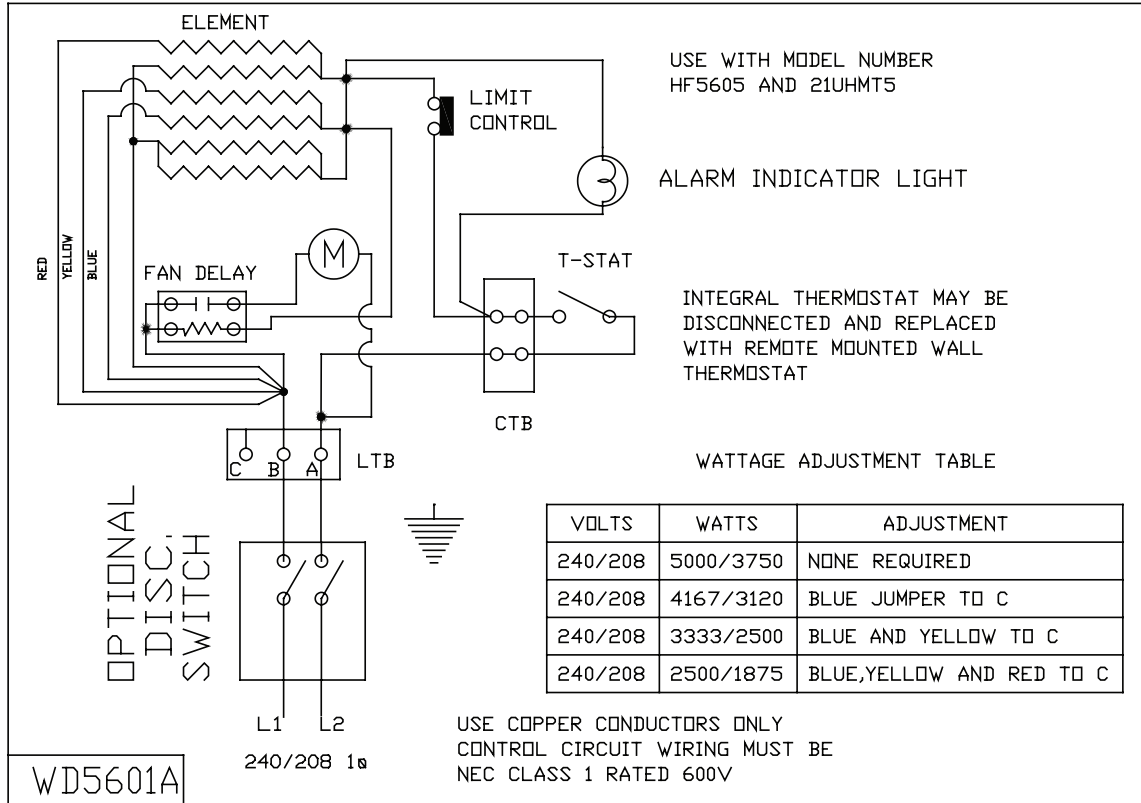 ELEMENT
USE WITH MODEL NUMBER
HF5605 AND 21UHMT5
LIMIT
CONTROL
ALARM INDICATOR LIGHT
RED
YELLOW
BLUE
FAN DELAY
M
T-STAT
INTEGRAL THERMOSTAT MAY BE
DISCONNECTED AND REPLACED
WITH REMOTE MOUNTED WALL
THERMOSTAT
CTB
C B A
LTB
WATTAGE ADJUSTMENT TABLE
VOLTS WATTS ADJUSTMENT
240/208 5000/3750 NONE REQUIRED
240/208 4167/3120 BLUE JUMPER TO C
240/208 3333/2500 BLUE AND YELLOW TO C
240/208 2500/1875 BLUE,YELLOW AND RED TO C
OPTIONAL
DISC.
SWITCH
L1 L2
240/208 1ø
USE COPPER CONDUCTORS ONLY
CONTROL CIRCUIT WIRING MUST BE
NEC CLASS 1 RATED 600V
WD5601A